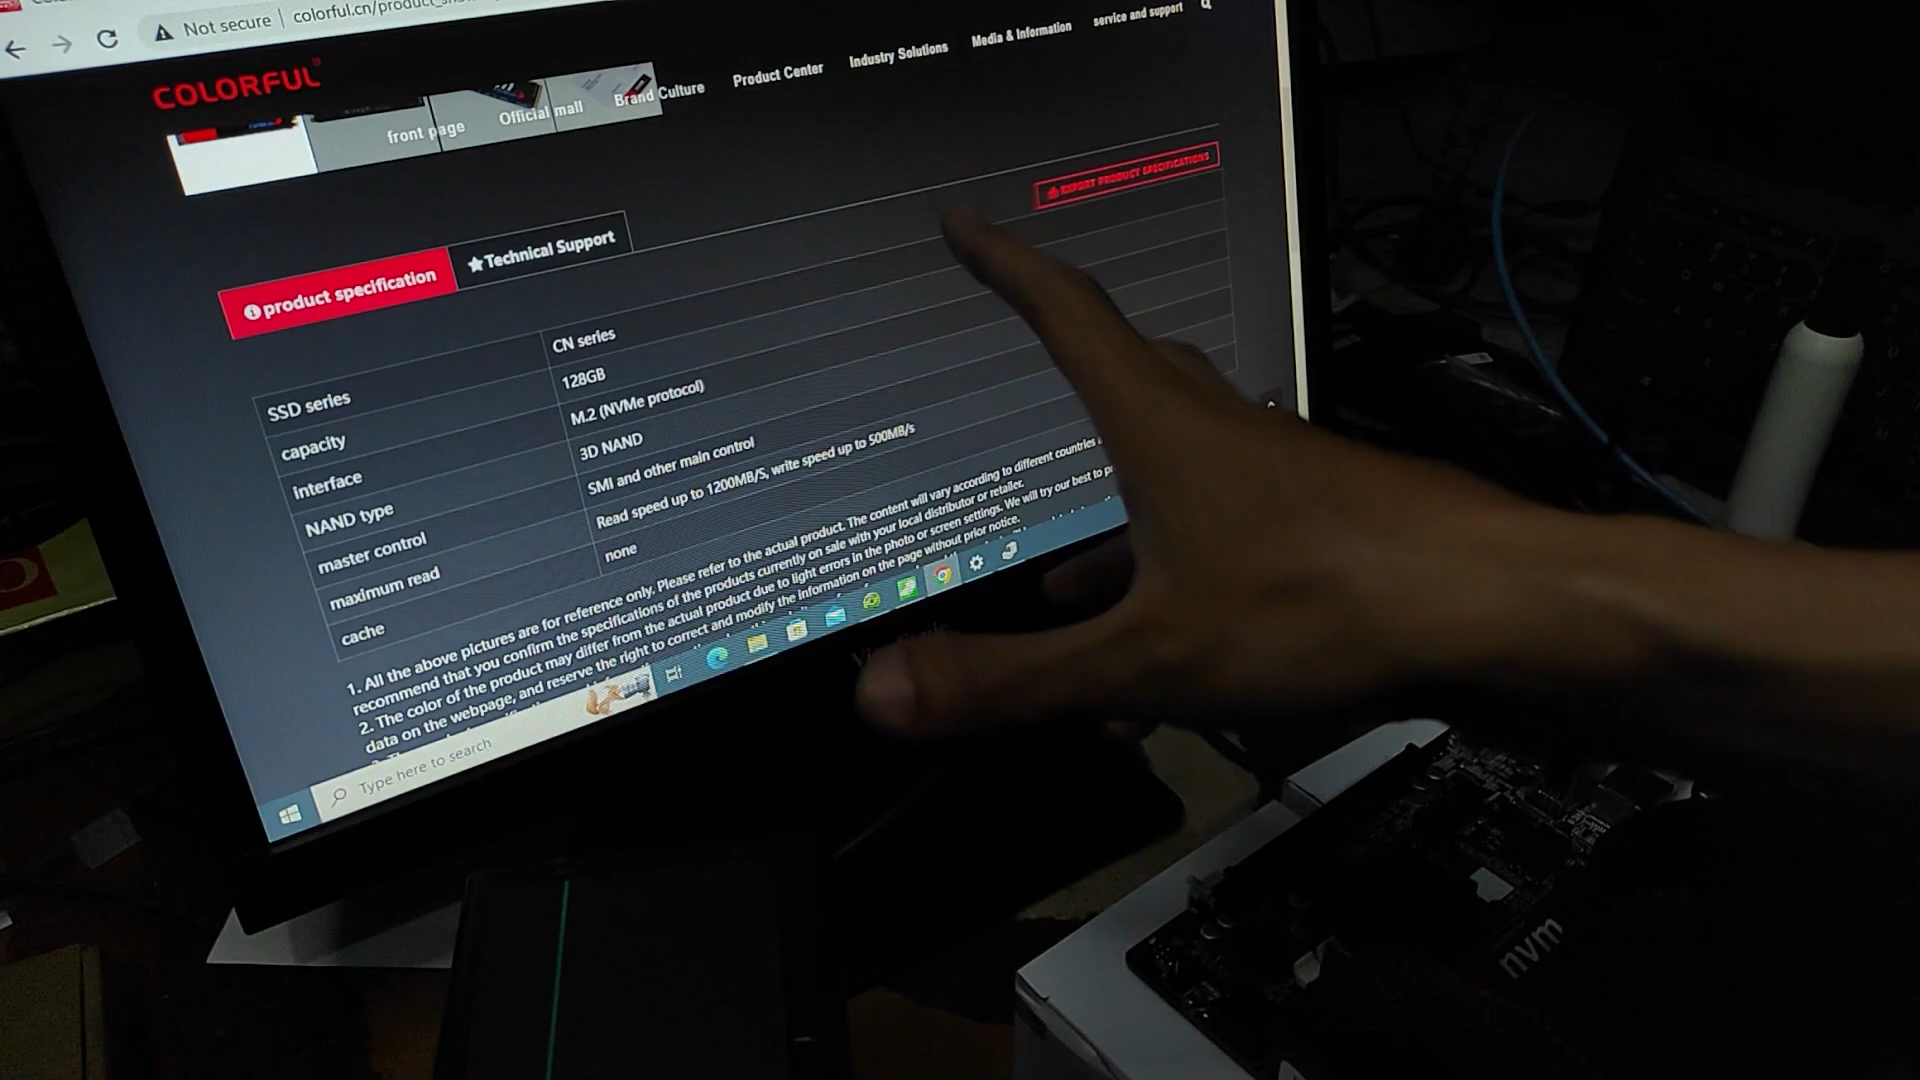 Not secure
colorful.cn/product_
COLORFUL
front page
Official mall
Brand Culture
Product Center
Industry Solutions
Media & Information
service and support
EXPORT PRODUCT SPECIFICATIONS
product specification
Technical Support
SSD series CN series
capacity 128GB
interface M.2 (NVMe protocol)
NAND type 3D NAND
master control SMI and other main control
maximum read Read speed up to 1200MB/S, write speed up to 500MB/s
cache none
1. All the above pictures are for reference only. Please refer to the actual product. The content will vary according to different countries
recommend that you confirm the specifications of the products currently on sale with your local distributor or retailer.
2. The color of the product may differ from the actual product due to light errors in the photo or screen settings. We will try our best to
data on the webpage, and reserve the right to correct and modify the information on the page without prior notice.
Type here to search
nvm